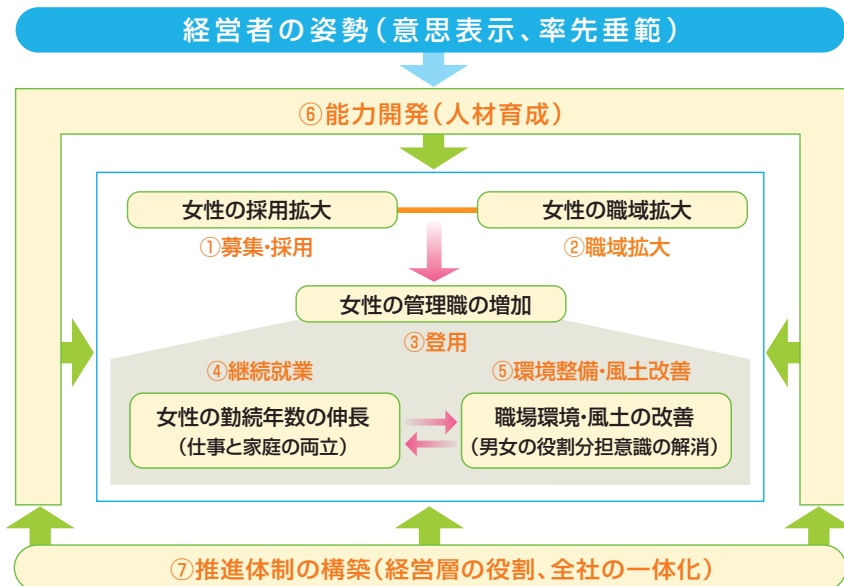 経営者の姿勢(意思表示、率先垂範)
⑥能力開発(人材育成)
女性の採用拡大
女性の職域拡大
①募集・採用
②職域拡大
女性の管理職の増加
③登用
④継続就業
⑤環境整備・風土改善
女性の勤続年数の伸長
(仕事と家庭の両立)
職場環境・風土の改善
(男女の役割分担意識の解消)
⑦推進体制の構築(経営層の役割、全社の一体化)